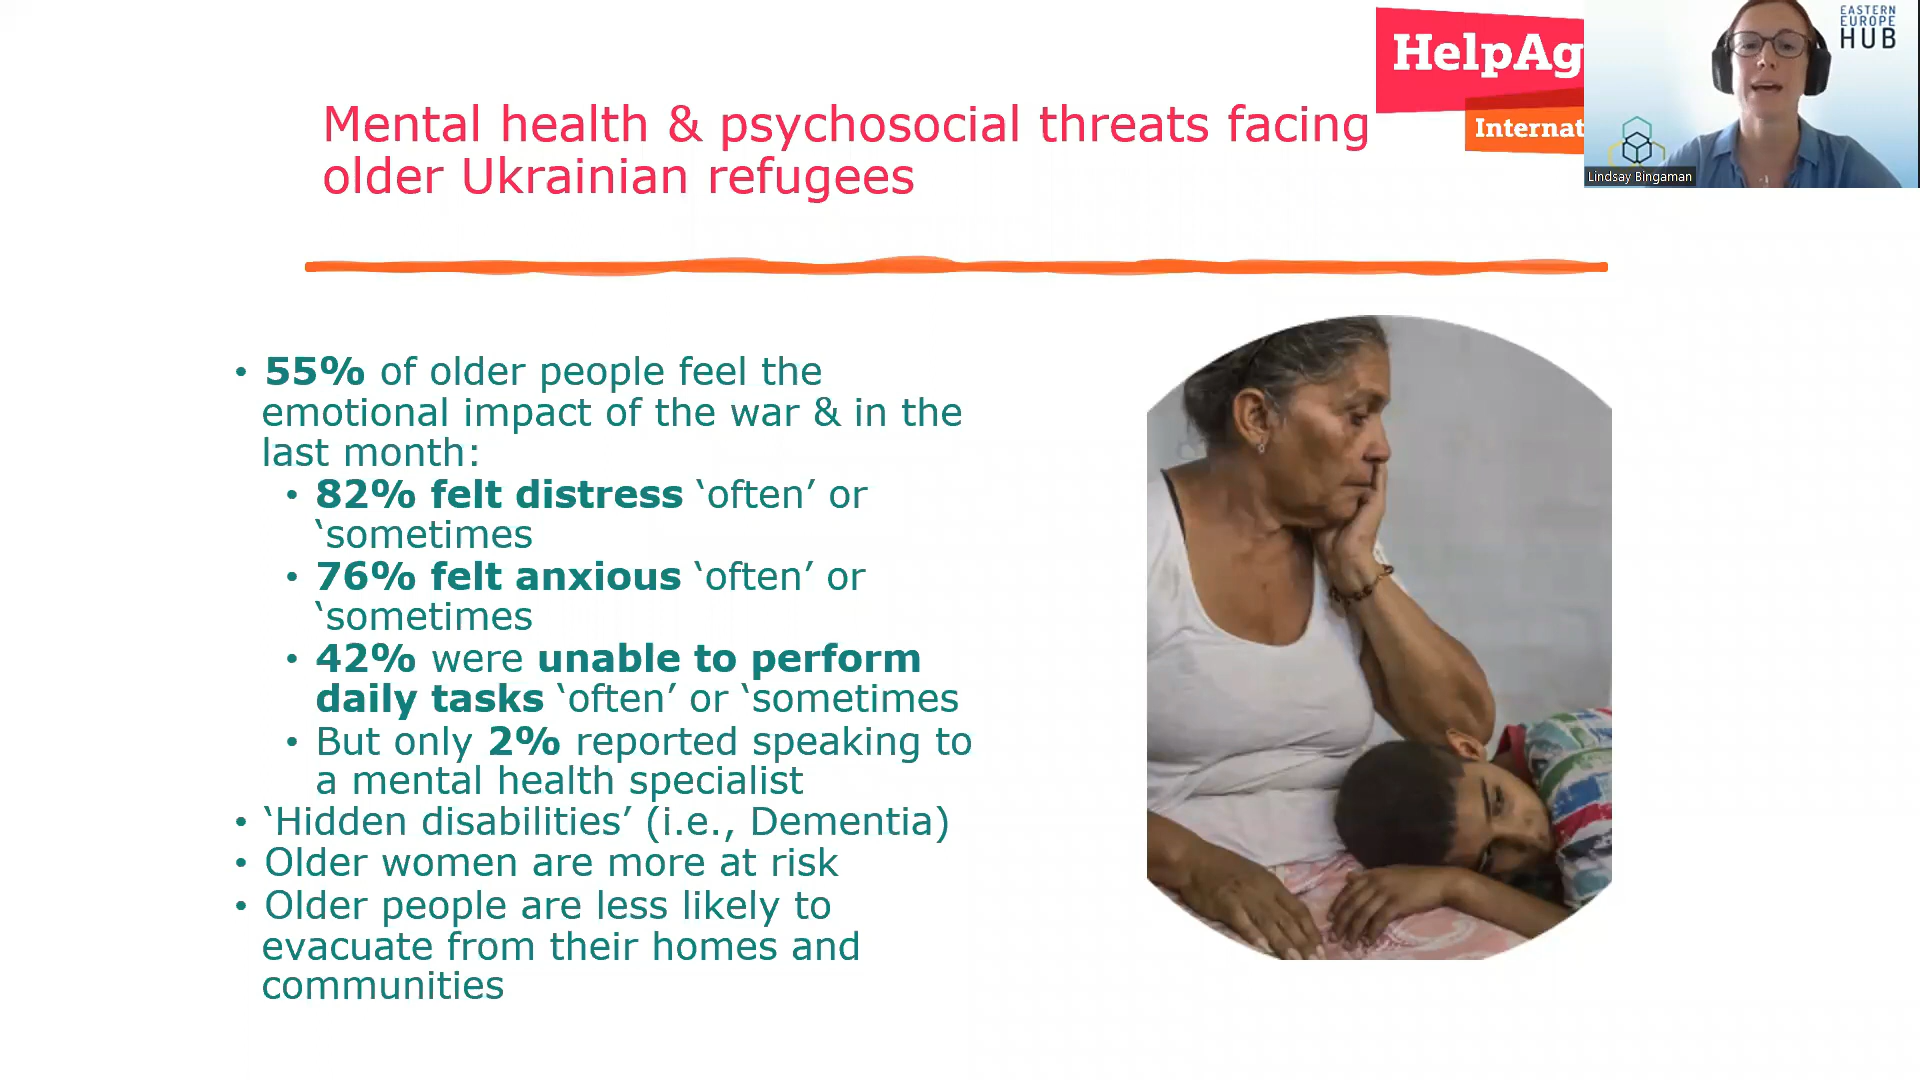 HelpAg
Internat
EASTERN
EUROPE
HUB
Lindsay Bingaman
Mental health & psychosocial threats facing
older Ukrainian refugees
• 55% of older people feel the
emotional impact of the war & in the
last month:
• 82% felt distress ‘often’ or
‘sometimes
• 76% felt anxious ‘often’ or
‘sometimes
• 42% were unable to perform
daily tasks ‘often’ or ‘sometimes
• But only 2% reported speaking to
a mental health specialist
• ‘Hidden disabilities’ (i.e., Dementia)
• Older women are more at risk
• Older people are less likely to
evacuate from their homes and
communities